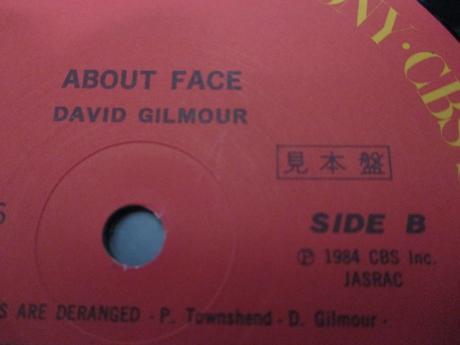 NY·CBS
ABOUT FACE
DAVID GILMOUR
見本盤
SIDE B
Ⓟ 1984 CBS Inc.
JASRAC
ARE DERANGED - P. Townshend - D. Gilmour -